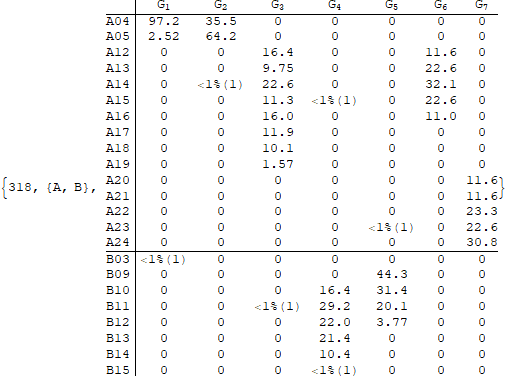 G₁ G₂ G₃ G₄ G₅ G₆ G₇
A04 97.2 35.5 0 0 0 0 0
A05 2.52 64.2 0 0 0 0 0
A12 0 0 16.4 0 0 11.6 0
A13 0 0 9.75 0 0 22.6 0
A14 0 <1%(1) 22.6 0 0 32.1 0
A15 0 0 11.3 <1%(1) 0 22.6 0
A16 0 0 16.0 0 0 11.0 0
A17 0 0 11.9 0 0 0 0
A18 0 0 10.1 0 0 0 0
A19 0 0 1.57 0 0 0 0
{318, {A, B}, A20 0 0 0 0 0 0 11.6}
A21 0 0 0 0 0 0 11.6
A22 0 0 0 0 0 0 23.3
A23 0 0 0 0 <1%(1) 0 22.6
A24 0 0 0 0 0 0 30.8
B03 <1%(1) 0 0 0 0 0 0
B09 0 0 0 0 44.3 0 0
B10 0 0 0 16.4 31.4 0 0
B11 0 0 <1%(1) 29.2 20.1 0 0
B12 0 0 0 22.0 3.77 0 0
B13 0 0 0 21.4 0 0 0
B14 0 0 0 10.4 0 0 0
B15 0 0 0 <1%(1) 0 0 0